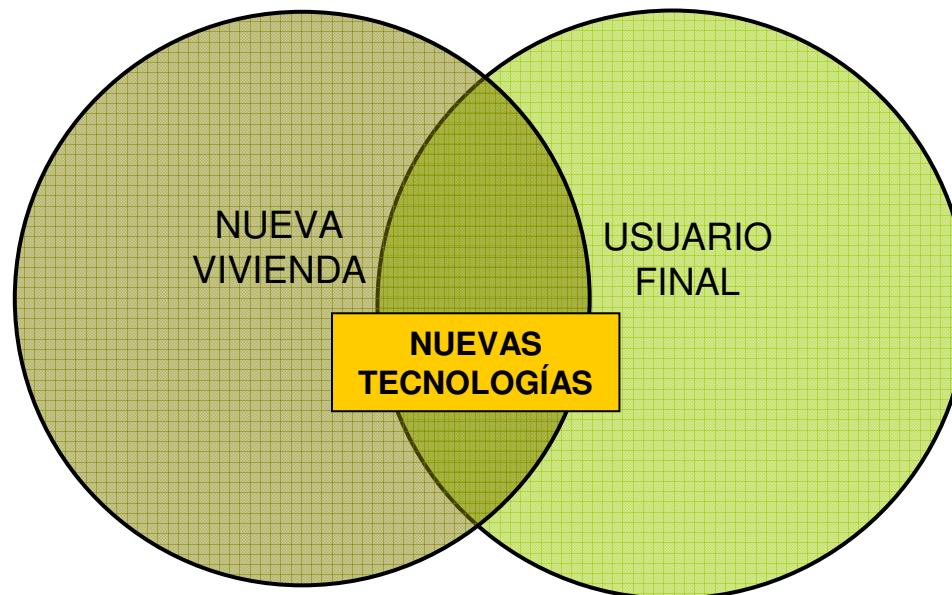 NUEVA
VIVIENDA
USUARIO
FINAL
NUEVAS
TECNOLOGÍAS